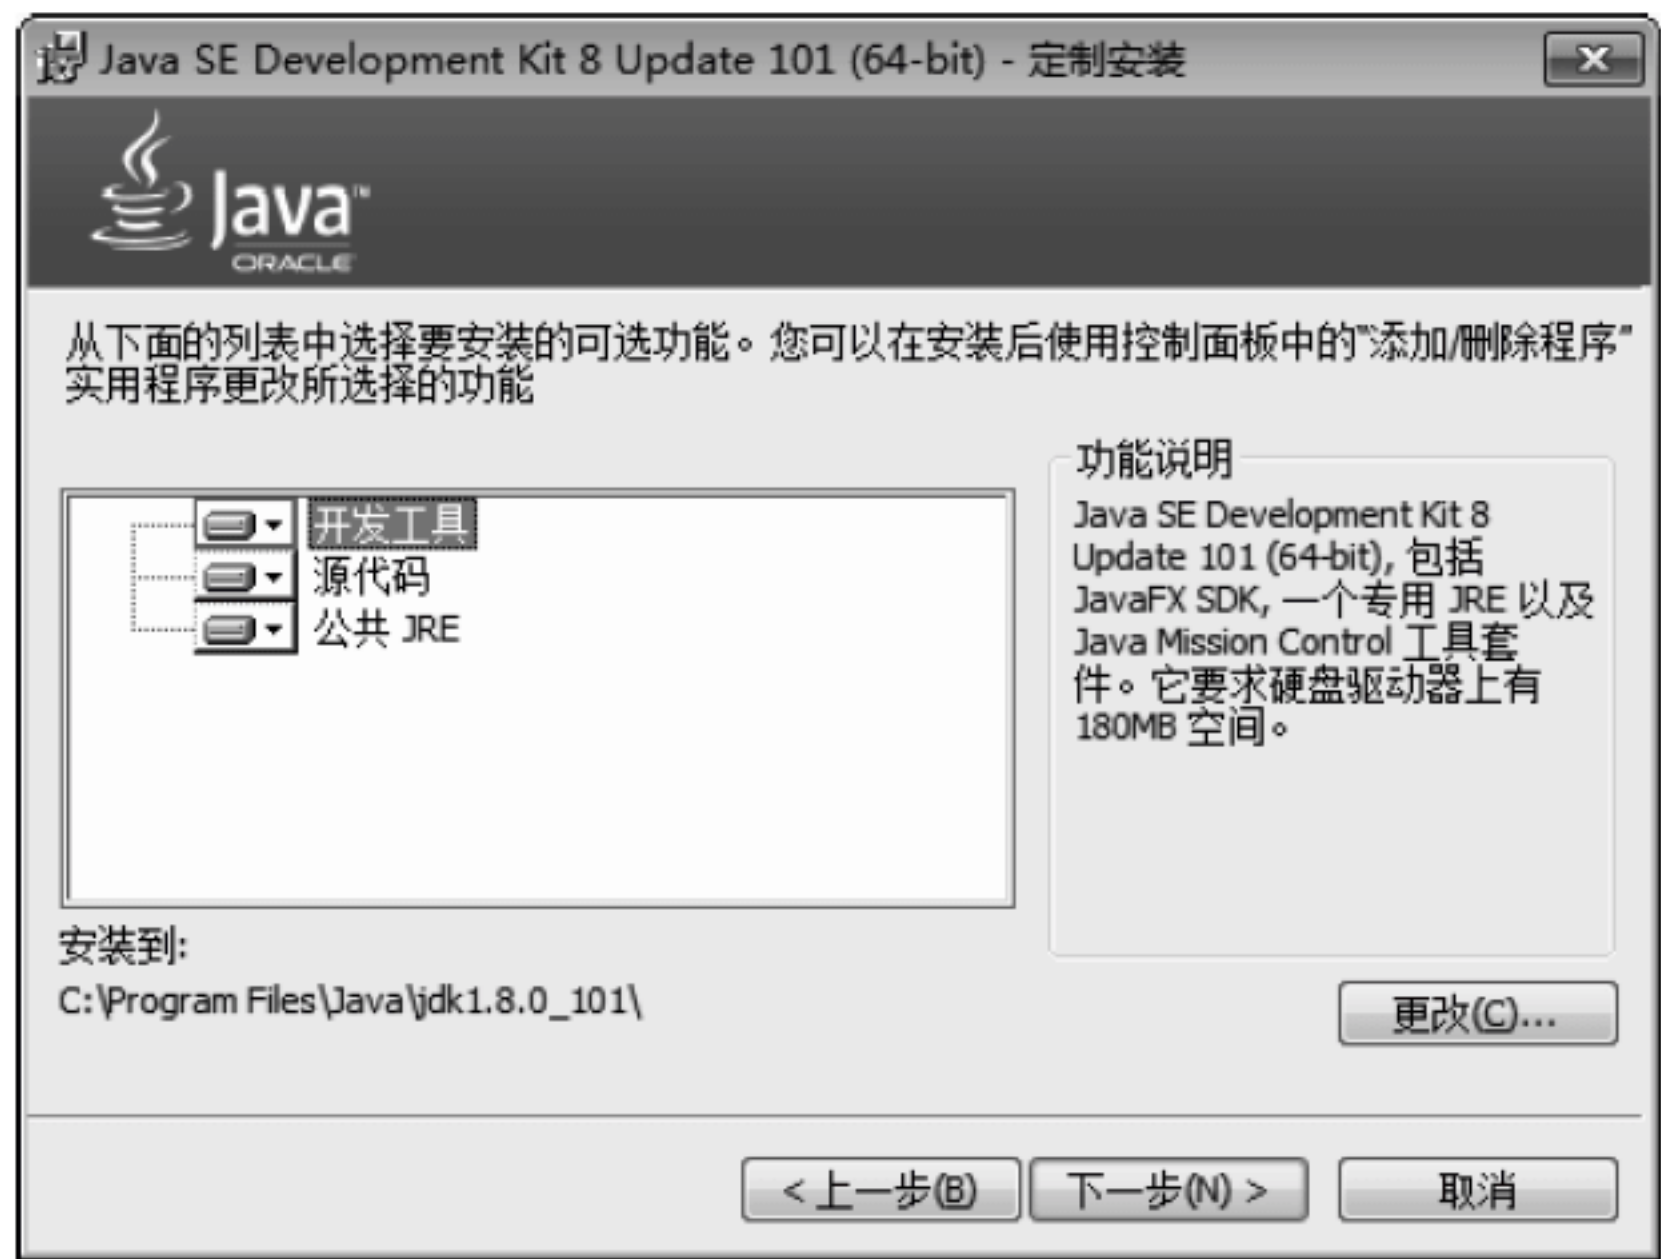 Java SE Development Kit 8 Update 101 (64-bit) - 定制安装
Java™
ORACLE
从下面的列表中选择要安装的可选功能。您可以在安装后使用控制面板中的“添加/删除程序”
实用程序更改所选择的功能
功能说明
开发工具
源代码
公共 JRE
Java SE Development Kit 8
Update 101 (64-bit), 包括
JavaFX SDK, 一个专用 JRE 以及
Java Mission Control 工具套
件。它要求硬盘驱动器上有
180MB 空间。
安装到:
C:\Program Files\Java\jdk1.8.0_101\
更改(C)...
< 上一步(B)
下一步(N) >
取消